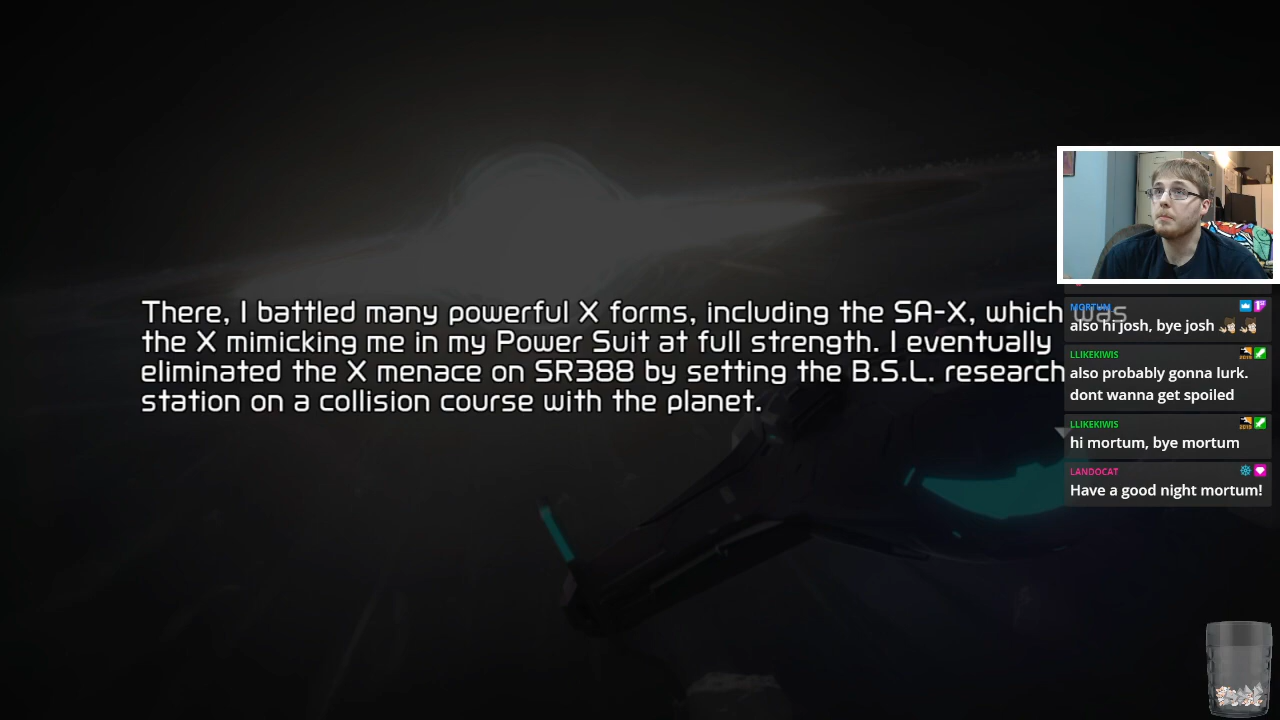 There, I battled many powerful X forms, including the SA-X, which was
the X mimicking me in my Power Suit at full strength. I eventually
eliminated the X menace on SR388 by setting the B.S.L. research
station on a collision course with the planet.
MORTUM
also hi josh, bye josh
LLIKEKIWIS
also probably gonna lurk.
dont wanna get spoiled
LLIKEKIWIS
hi mortum, bye mortum
LANDOCAT
Have a good night mortum!